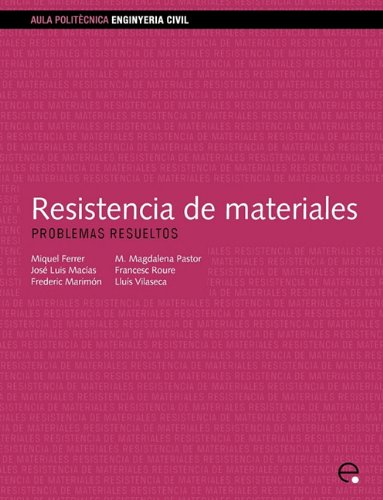 AULA POLITÈCNICA ENGINYERIA CIVIL
Resistencia de materiales
PROBLEMAS RESUELTOS
Miquel Ferrer
José Luis Macías
Frederic Marimón
M. Magdalena Pastor
Francesc Roure
Lluís Vilaseca
e